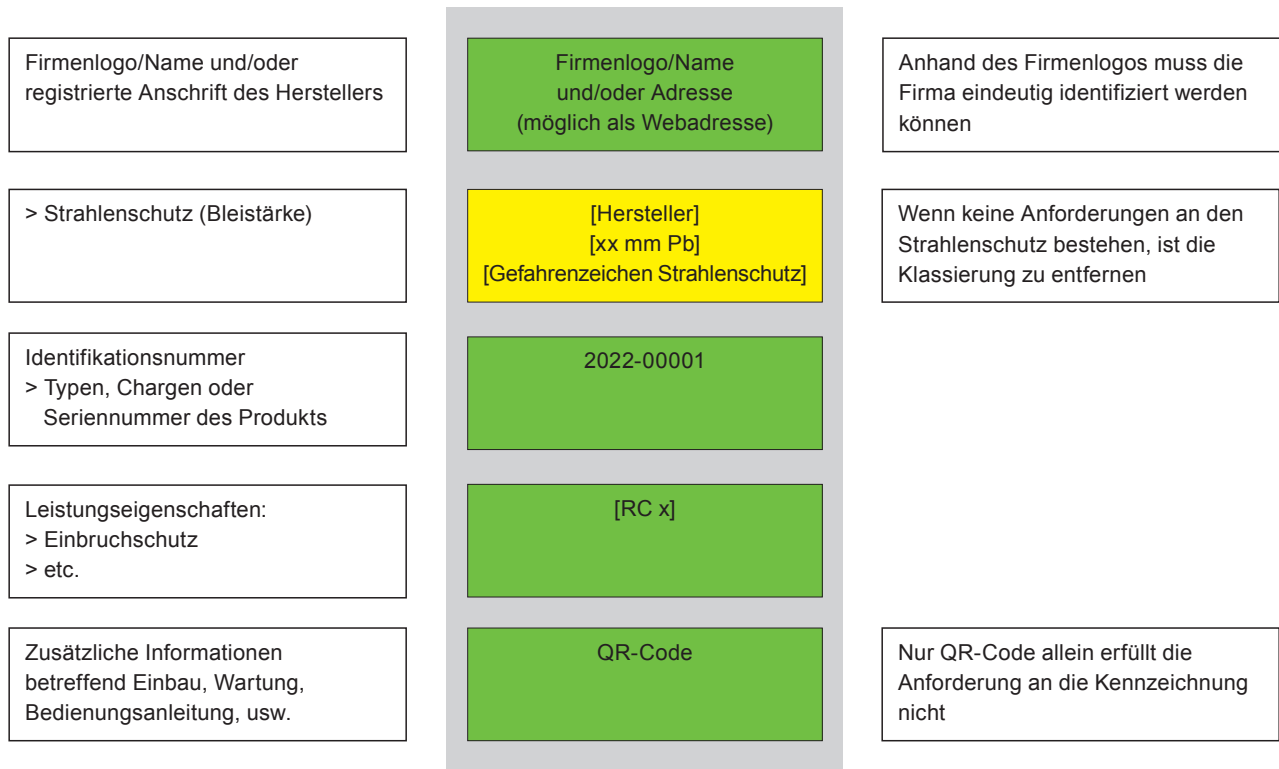 Firmenlogo/Name und/oder
registrierte Anschrift des Herstellers
Firmenlogo/Name
und/oder Adresse
(möglich als Webadresse)
Anhand des Firmenlogos muss die
Firma eindeutig identifiziert werden
können
> Strahlenschutz (Bleistärke)
[Hersteller]
[xx mm Pb]
[Gefahrenzeichen Strahlenschutz]
Wenn keine Anforderungen an den
Strahlenschutz bestehen, ist die
Klassierung zu entfernen
Identifikationsnummer
> Typen, Chargen oder
Seriennummer des Produkts
2022-00001
Leistungseigenschaften:
> Einbruchschutz
> etc.
[RC x]
Zusätzliche Informationen
betreffend Einbau, Wartung,
Bedienungsanleitung, usw.
QR-Code
Nur QR-Code allein erfüllt die
Anforderung an die Kennzeichnung
nicht